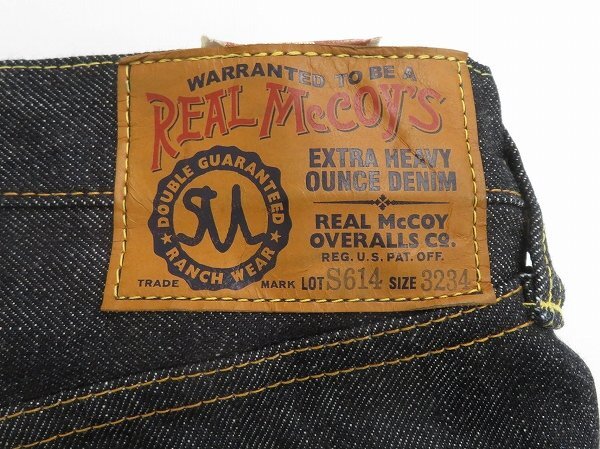 WARRANTED TO BE A
REAL McCOY'S
EXTRA HEAVY
OUNCE DENIM
DOUBLE GUARANTEED
RANCH WEAR
REAL McCOY
OVERALLS Co.
REG. U.S. PAT. OFF.
TRADE MARK LOT S614 SIZE 3234